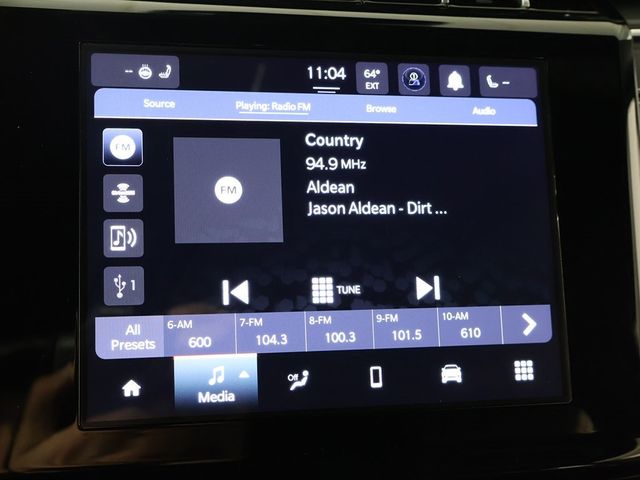 11:04
64°
EXT
Source
Playing: Radio FM
Browse
Audio
FM
FM
Country
94.9 MHz
Aldean
Jason Aldean - Dirt ...
1
TUNE
All
Presets
6-AM
600
7-FM
104.3
8-FM
100.3
9-FM
101.5
10-AM
610
Media
Off